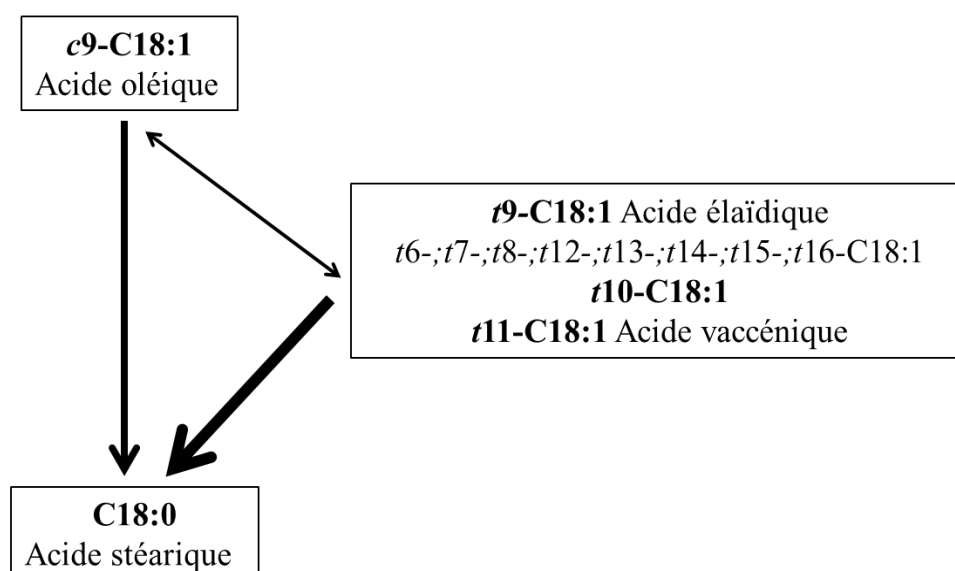 c9-C18:1
Acide oléique
t9-C18:1 Acide élaïdique
t6-;t7-;t8-;t12-;t13-;t14-;t15-;t16-C18:1
t10-C18:1
t11-C18:1 Acide vaccénique
C18:0
Acide stéarique